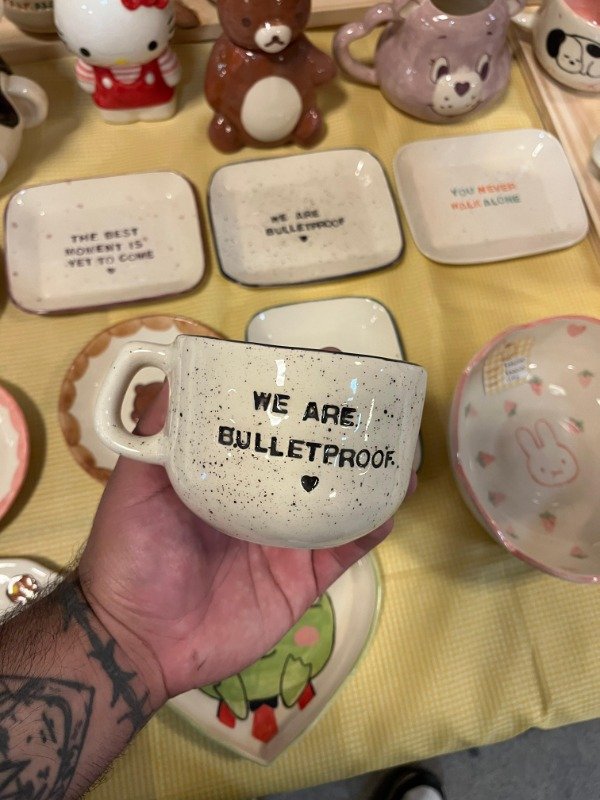 THE BEST
MOMENT IS
YET TO COME
WE ARE
BULLETPROOF
YOU NEVER
WALK ALONE
WE ARE
BULLETPROOF.